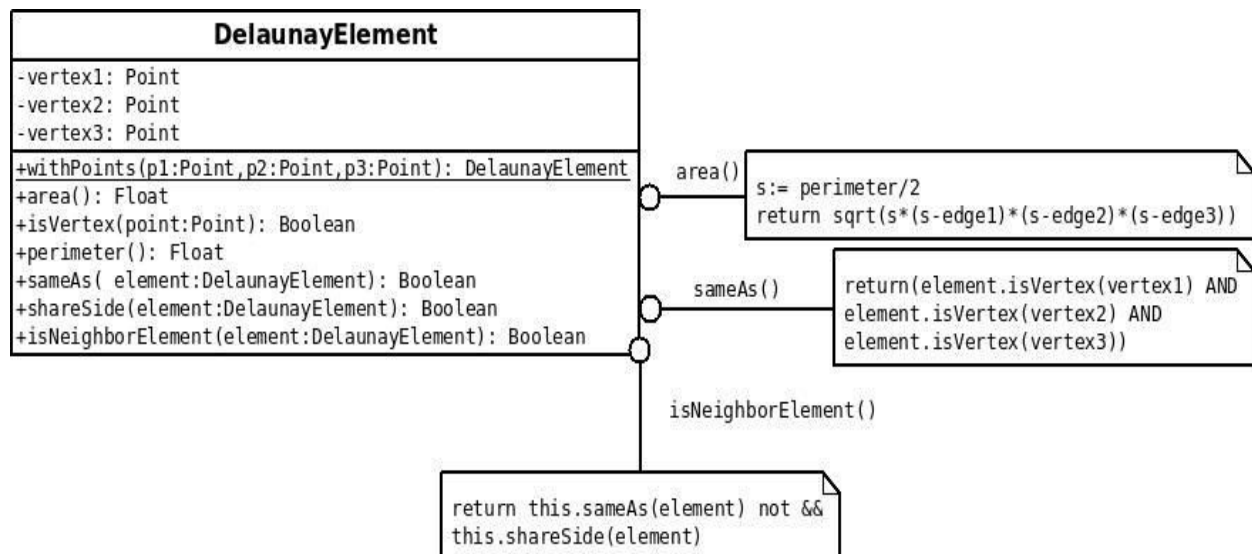 DelaunayElement
-vertex1: Point
-vertex2: Point
-vertex3: Point
+withPoints(p1:Point,p2:Point,p3:Point): DelaunayElement
+area(): Float
+isVertex(point:Point): Boolean
+perimeter(): Float
+sameAs( element:DelaunayElement): Boolean
+shareSide(element:DelaunayElement): Boolean
+isNeighborElement(element:DelaunayElement): Boolean
area()
s:= perimeter/2
return sqrt(s*(s-edge1)*(s-edge2)*(s-edge3))
sameAs()
return(element.isVertex(vertex1) AND
element.isVertex(vertex2) AND
element.isVertex(vertex3))
isNeighborElement()
return this.sameAs(element) not &&
this.shareSide(element)